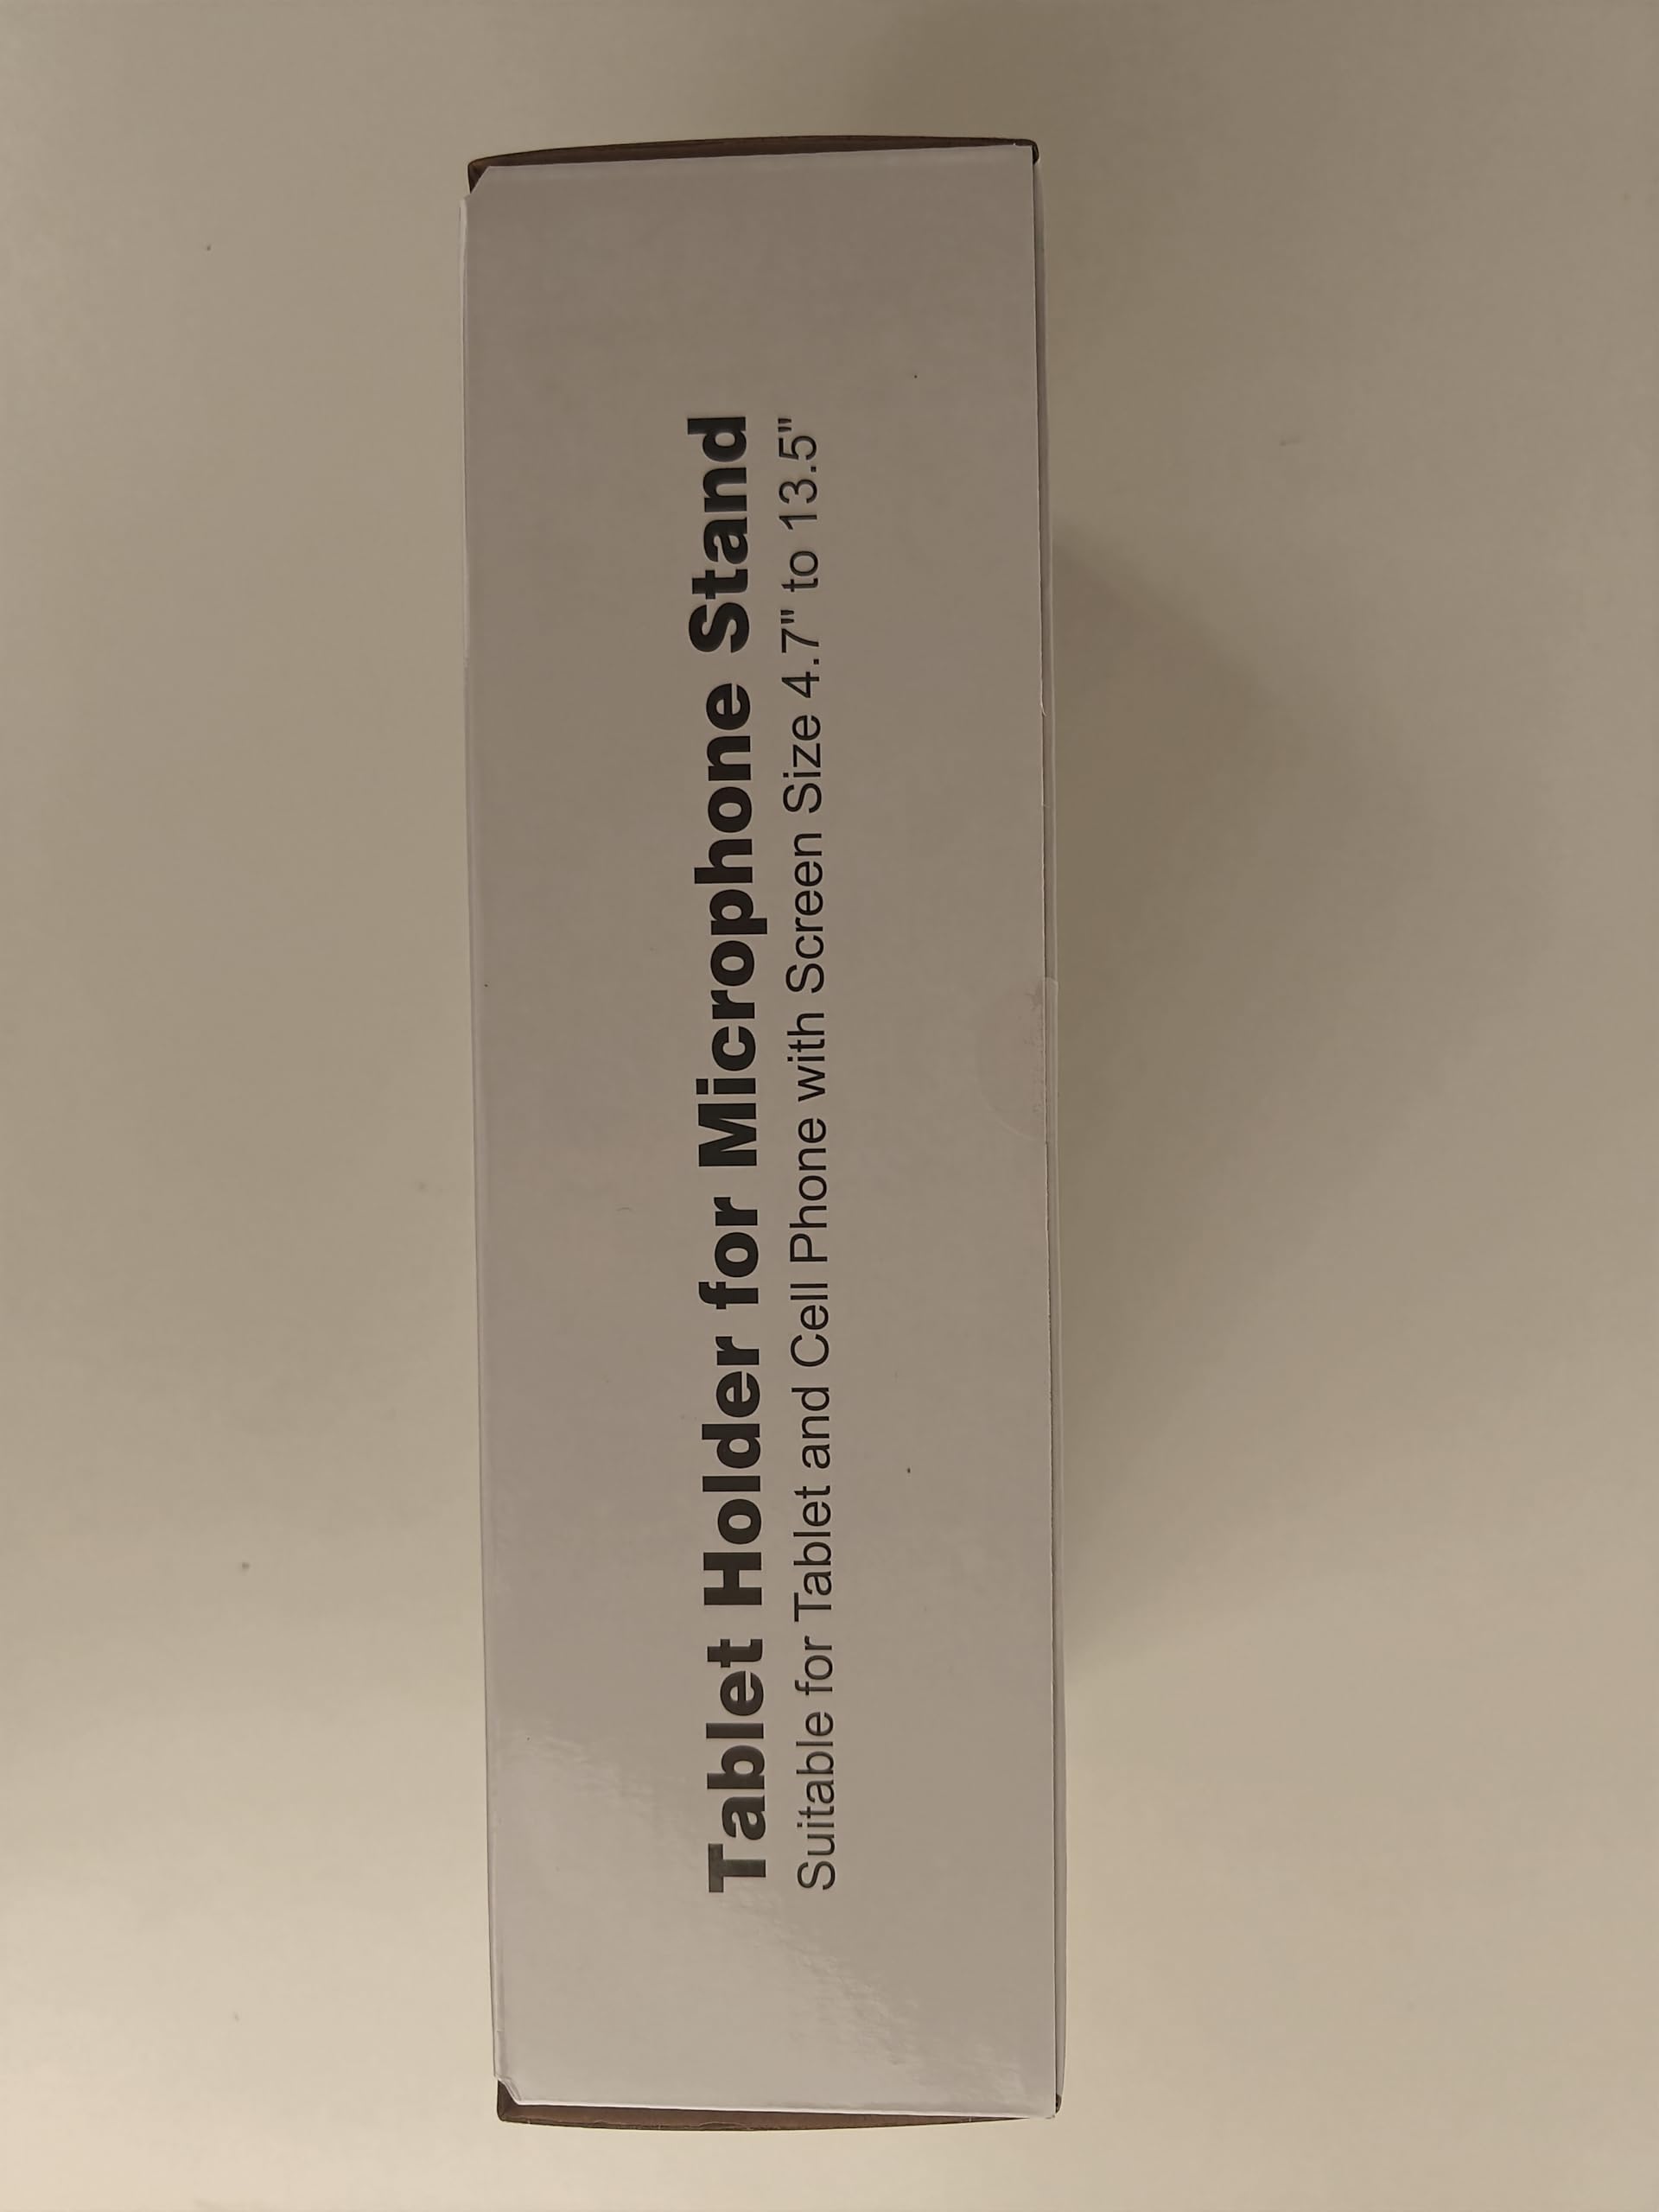 Tablet Holder for Microphone Stand
Suitable for Tablet and Cell Phone with Screen Size 4.7" to 13.5"